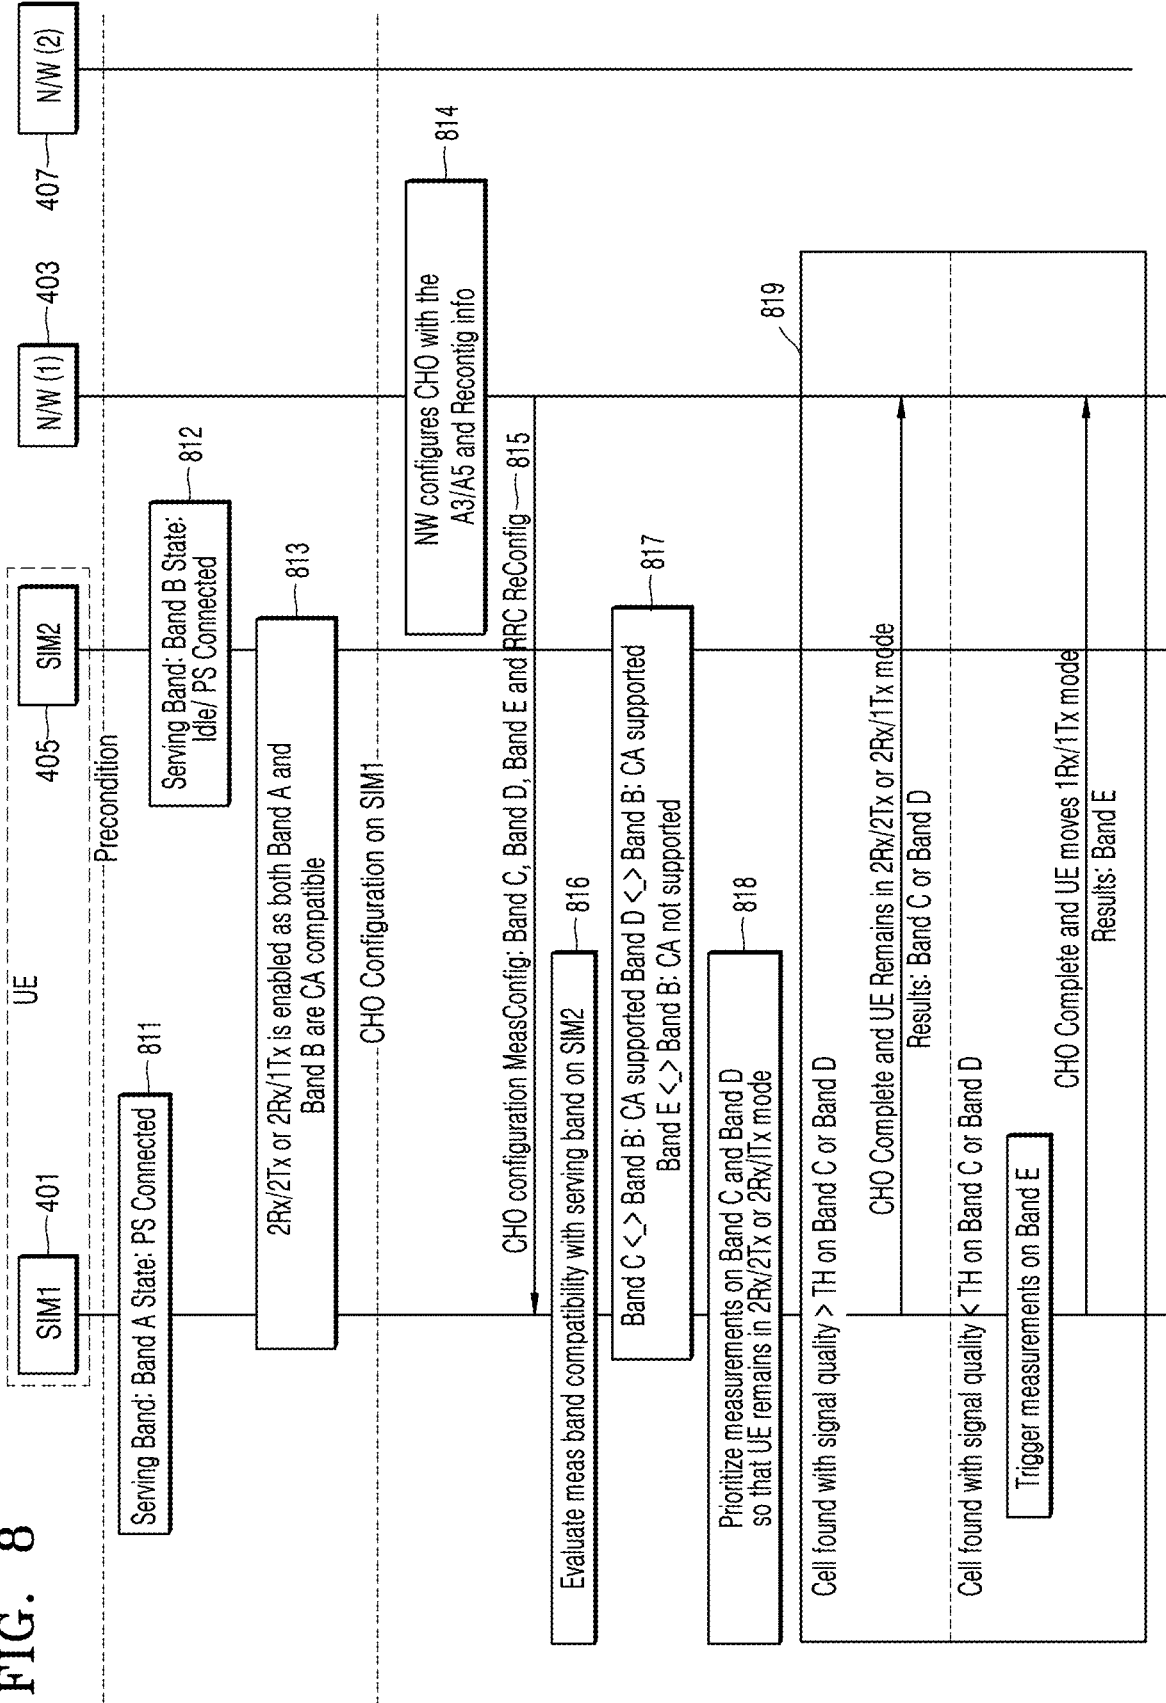 FIG. 8
UE
SIM1
401
405
SIM2
N/W (1)
403
407
N/W (2)
Precondition
Serving Band: Band A State: PS Connected
811
Serving Band: Band B State:
Idle/ PS Connected
812
2Rx/2Tx or 2Rx/1Tx is enabled as both Band A and
Band B are CA compatible
813
CHO Configuration on SIM1
NW configures CHO with the
A3/A5 and Recontig info
814
CHO configuration MeasConfig: Band C, Band D, Band E and RRC ReConfig
815
Evaluate meas band compatibility with serving band on SIM2
816
Band C <_> Band B: CA supported Band D <_> Band B: CA supported
Band E <_> Band B: CA not supported
817
Prioritize measurements on Band C and Band D
so that UE remains in 2Rx/2Tx or 2Rx/ITx mode
818
819
Cell found with signal quality > TH on Band C or Band D
CHO Complete and UE Remains in 2Rx/2Tx or 2Rx/1Tx mode
Results: Band C or Band D
Cell found with signal quality < TH on Band C or Band D
Trigger measurements on Band E
CHO Complete and UE moves 1Rx/1Tx mode
Results: Band E